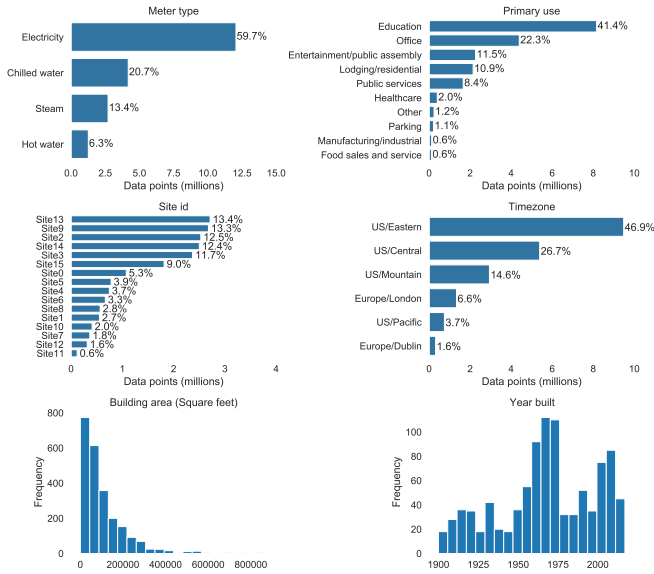 Meter type
Electricity 59.7%
Chilled water 20.7%
Steam 13.4%
Hot water 6.3%
0.0 2.5 5.0 7.5 10.0 12.5 15.0
Data points (millions)
Primary use
Education 41.4%
Office 22.3%
Entertainment/public assembly 11.5%
Lodging/residential 10.9%
Public services 8.4%
Healthcare 2.0%
Other 1.2%
Parking 1.1%
Manufacturing/industrial 0.6%
Food sales and service 0.6%
0 2 4 6 8 10
Data points (millions)
Site id
Site13 13.4%
Site9 13.3%
Site2 12.5%
Site14 12.4%
Site3 11.7%
Site15 9.0%
Site0 5.3%
Site5 3.9%
Site4 3.7%
Site6 3.3%
Site8 2.8%
Site1 2.7%
Site10 2.0%
Site7 1.8%
Site12 1.6%
Site11 0.6%
0 1 2 3 4
Data points (millions)
Timezone
US/Eastern 46.9%
US/Central 26.7%
US/Mountain 14.6%
Europe/London 6.6%
US/Pacific 3.7%
Europe/Dublin 1.6%
0 2 4 6 8 10
Data points (millions)
Building area (Square feet)
Frequency
800
600
400
200
0
0 200000 400000 600000 800000
Year built
Frequency
100
80
60
40
20
0
1900 1925 1950 1975 2000